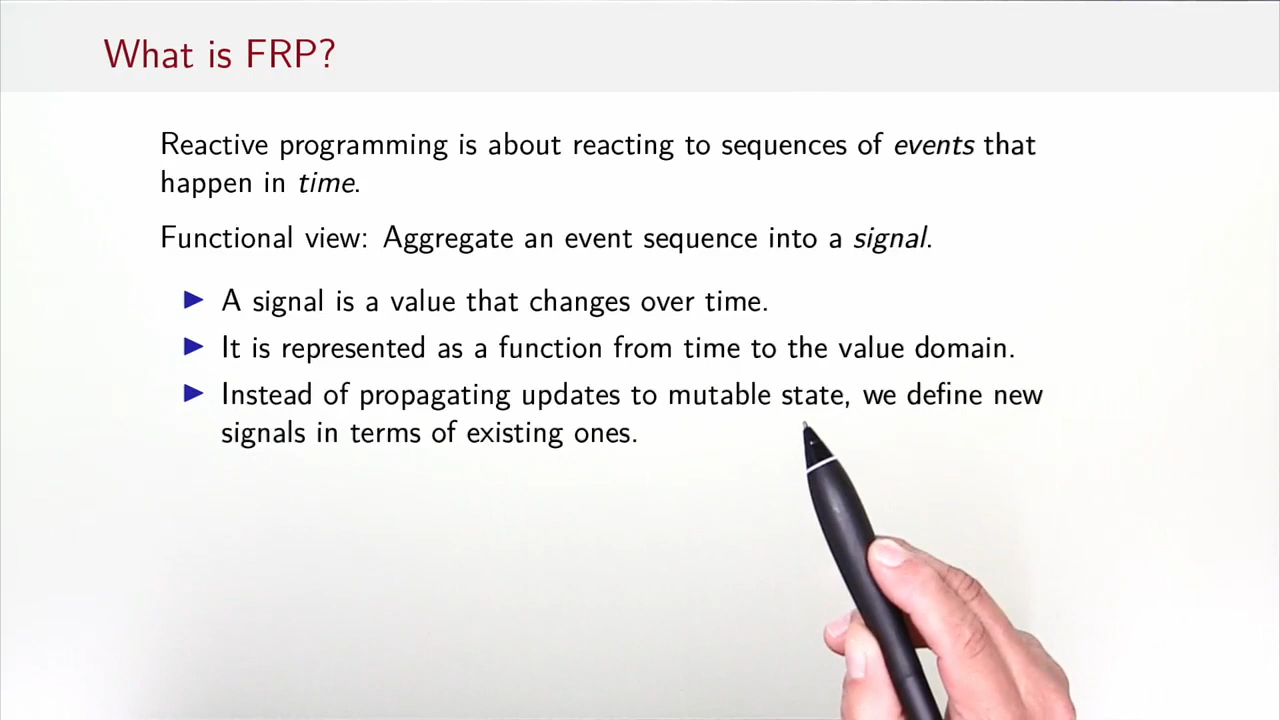 What is FRP?
Reactive programming is about reacting to sequences of events that
happen in time.
Functional view: Aggregate an event sequence into a signal.
A signal is a value that changes over time.
It is represented as a function from time to the value domain.
Instead of propagating updates to mutable state, we define new
signals in terms of existing ones.